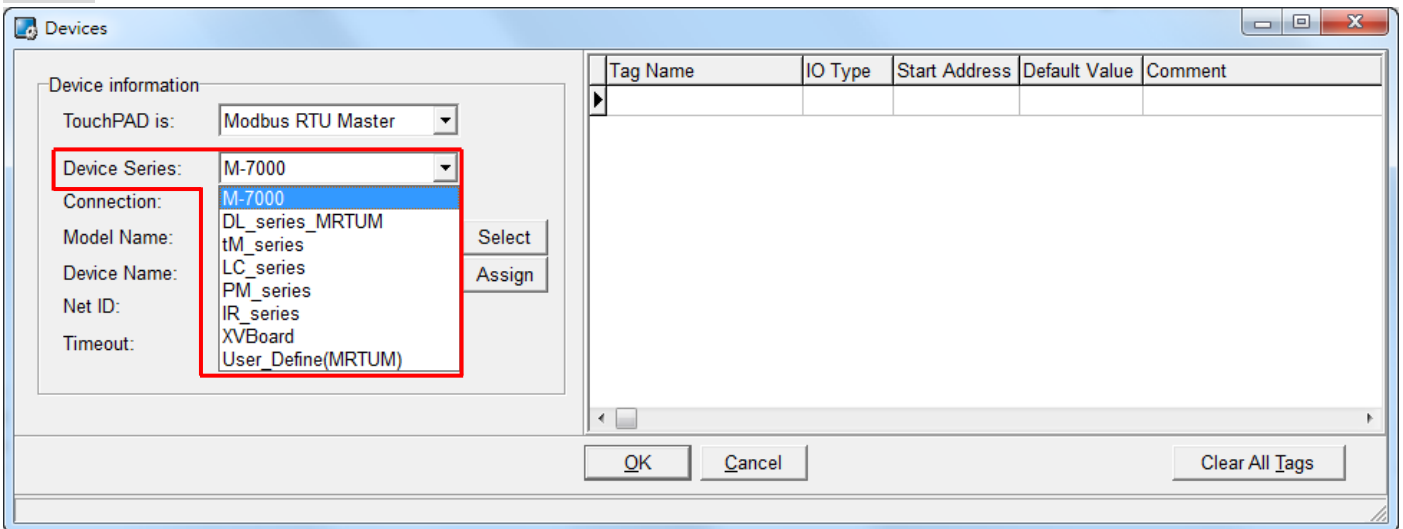 Devices
Device information
TouchPAD is: Modbus RTU Master
Device Series: M-7000
M-7000
DL_series_MRTUM
tM_series
LC_series
PM_series
IR_series
XVBoard
User_Define(MRTUM)
Connection:
Model Name: Select
Device Name: Assign
Net ID:
Timeout:
Tag Name IO Type Start Address Default Value Comment
OK Cancel Clear All Tags